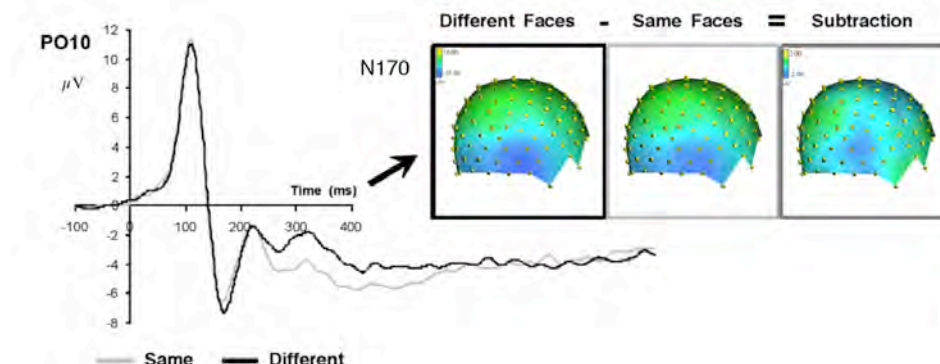 Different Faces - Same Faces = Subtraction
PO10
μV
N170
12
10
8
6
4
2
0
-2
-4
-6
-8
Time (ms)
-100 0 100 200 300 400
Same Different